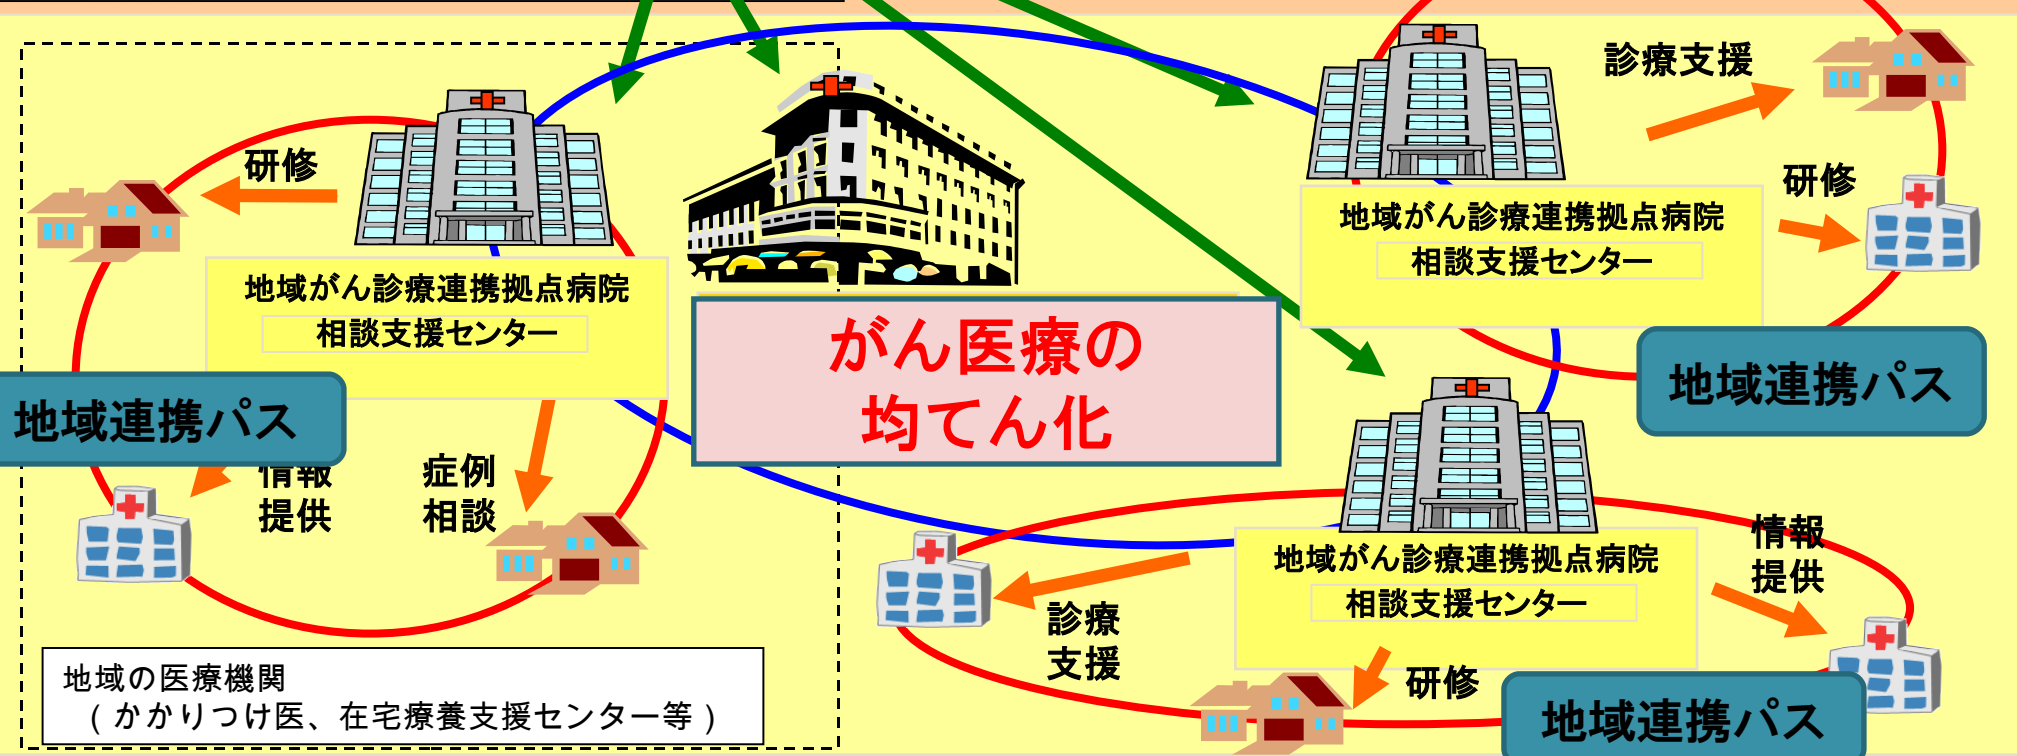 研修
地域がん診療連携拠点病院
相談支援センター
地域連携パス
情報
提供
症例
相談
地域の医療機関
(かかりつけ医、在宅療養支援センター等)
がん医療の
均てん化
診療支援
研修
地域がん診療連携拠点病院
相談支援センター
地域連携パス
地域がん診療連携拠点病院
相談支援センター
情報
提供
診療
支援
研修
地域連携パス